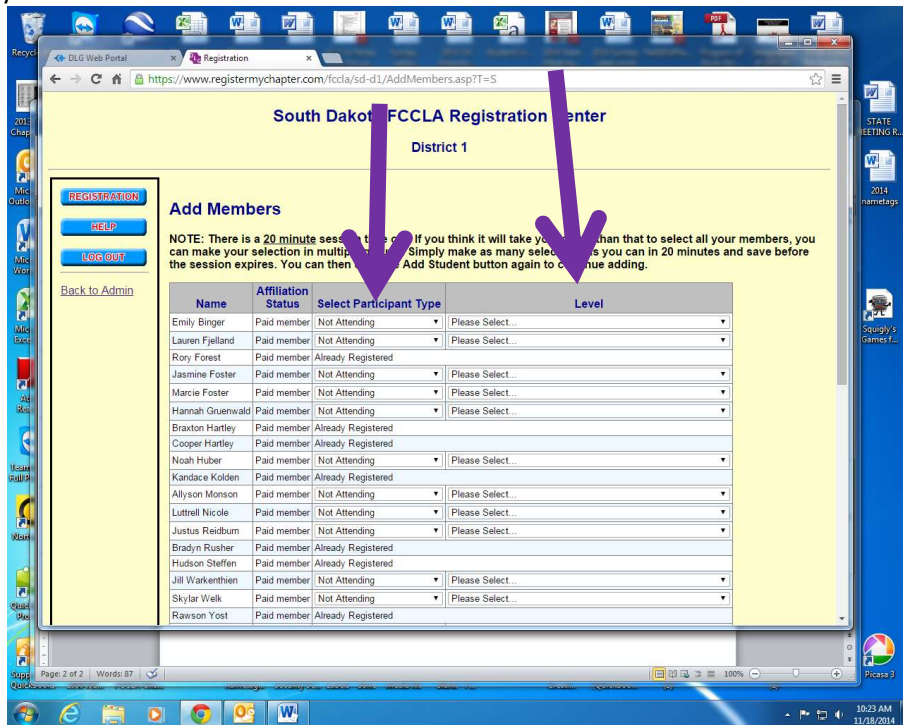 DLG Web Portal
Registration
https://www.registermychapter.com/fccla/sd-d1/AddMembers.asp?T=S
South Dakota FCCLA Registration Center
District 1
REGISTRATION
HELP
LOG OUT
Back to Admin
Add Members
NOTE: There is a 20 minute session time If you think it will take than that to select all your members, you
can make your selection in Simply make as many you can in 20 minutes and save before
the session expires. You can then Add Student button again to adding.
Name Affiliation Status Select Participant Type Level
Emily Binger Paid member Not Attending Please Select...
Lauren Fjelland Paid member Not Attending Please Select...
Rory Forest Paid member Already Registered
Jasmine Foster Paid member Not Attending Please Select...
Marcie Foster Paid member Not Attending Please Select...
Hannah Gruenwald Paid member Not Attending Please Select...
Braxton Hartley Paid member Already Registered
Cooper Hartley Paid member Already Registered
Noah Huber Paid member Not Attending Please Select...
Kandace Kolden Paid member Already Registered
Allyson Monson Paid member Not Attending Please Select...
Luttrell Nicole Paid member Not Attending Please Select...
Justus Reidburn Paid member Not Attending Please Select...
Bradyn Rusher Paid member Already Registered
Hudson Steffen Paid member Already Registered
Jill Warkenthien Paid member Not Attending Please Select...
Skylar Welk Paid member Not Attending Please Select...
Rawson Yost Paid member Already Registered
STATE
2014
nametags
Squigly's
Games f...
Picasa 3
Page: 2 of 2 Words: 87
100%
10:23 AM
11/18/2014